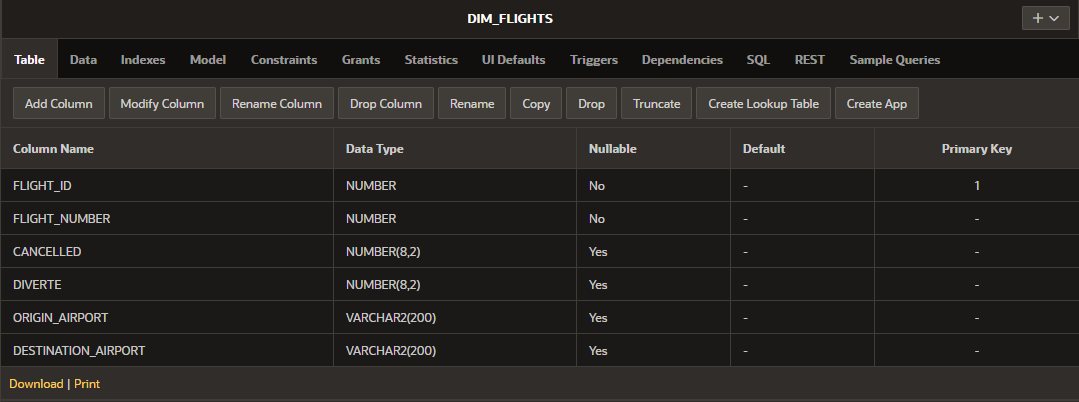 DIM_FLIGHTS
Table Data Indexes Model Constraints Grants Statistics UI Defaults Triggers Dependencies SQL REST Sample Queries
Add Column Modify Column Rename Column Drop Column Rename Copy Drop Truncate Create Lookup Table Create App
Column Name Data Type Nullable Default Primary Key
FLIGHT_ID NUMBER No - 1
FLIGHT_NUMBER NUMBER No - -
CANCELLED NUMBER(8,2) Yes - -
DIVERTE NUMBER(8,2) Yes - -
ORIGIN_AIRPORT VARCHAR2(200) Yes - -
DESTINATION_AIRPORT VARCHAR2(200) Yes - -
Download | Print